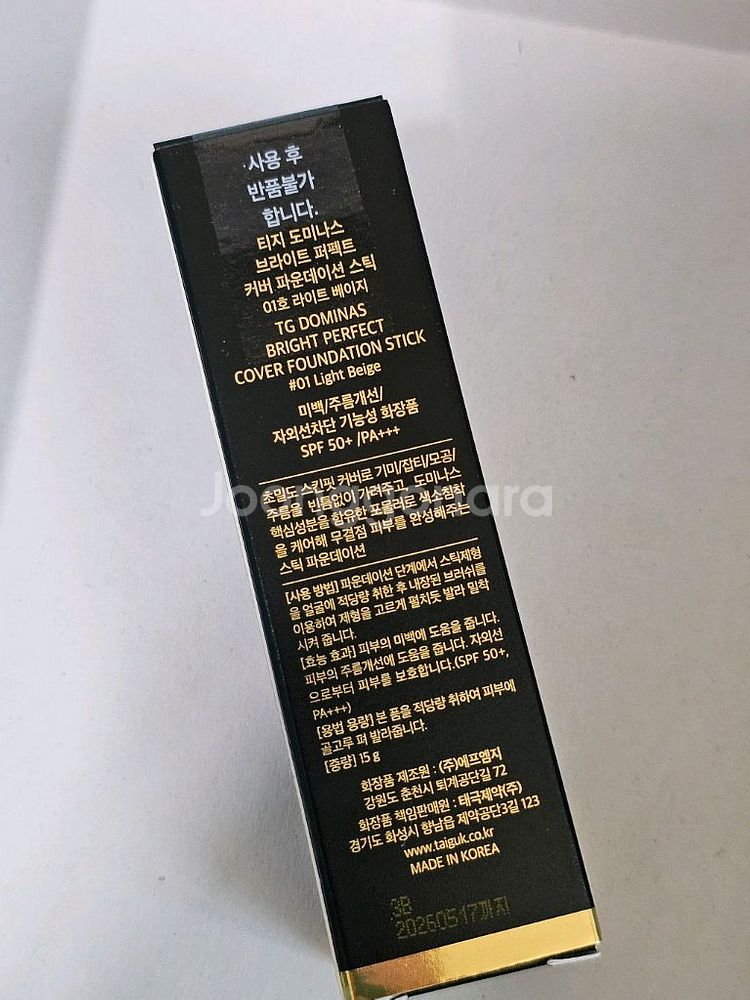 사용 후
반품불가
합니다.
티지 도미나스
브라이트 퍼펙트
커버 파운데이션 스틱
01호 라이트 베이지
TG DOMINAS
BRIGHT PERFECT
COVER FOUNDATION STICK
#01 Light Beige
미백/주름개선/
자외선차단 기능성 화장품
SPF 50+ /PA+++
초밀도 스킨핏 커버로 기미/잡티/모공/
주름을 빈틈없이 가려주고, 도미나스
핵심성분을 함유한 포뮬러로 색소침착
을 케어해 무결점 피부를 완성해주는
스틱 파운데이션
Joonggonara
[사용 방법] 파운데이션 단계에서 스틱제형
을 얼굴에 적당량 취한 후 내장된 브러쉬를
이용하여 제형을 고르게 펼치듯 발라 밀착
시켜 줍니다.
[효능 효과] 피부의 미백에 도움을 줍니다.
피부의 주름개선에 도움을 줍니다. 자외선
으로부터 피부를 보호합니다.(SPF 50+,
PA+++)
[용법 용량] 본 품을 적당량 취하여 피부에
골고루 펴 발라줍니다.
[중량] 15 g
화장품 제조원 : (주)에프엠지
강원도 춘천시 퇴계공단길 72
화장품 책임판매원 : 태국제약(주)
경기도 화성시 향남읍 제약공단3길 123
www.taiguk.co.kr
MADE IN KOREA
3B
20260517까지